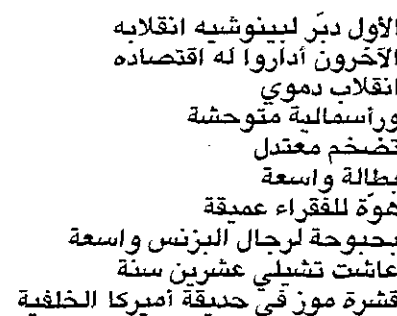 الأول دبّر لبينوشيه انقلابه
الآخرون أداروا له اقتصاده
انقلاب دموي
ورأسمالية متوحشة
تضخم معتدل
بطالة واسعة
هوّة للفقراء عميقة
بحبوحة لرجال البزنس واسعة
عاشت تشيلي عشرين سنة
قشرة موز في حديقة أميركا الخلفية